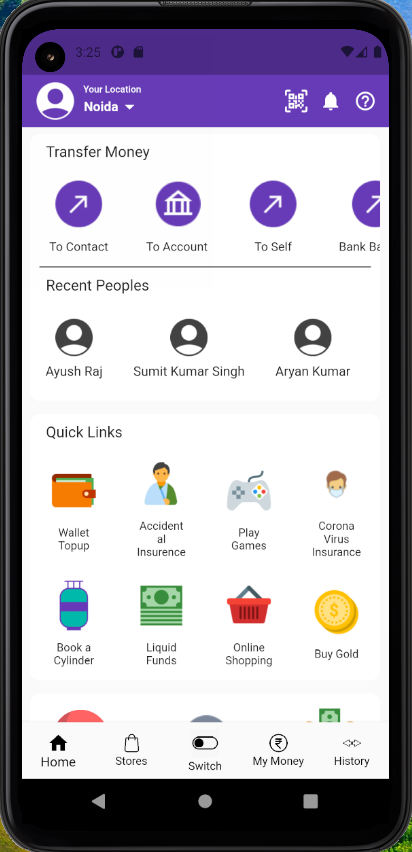 3:25
Your Location
Noida
Transfer Money
To Contact To Account To Self Bank Ba
Recent Peoples
Ayush Raj Sumit Kumar Singh Aryan Kumar
Quick Links
Wallet
Topup
Accident
al
Insurence
Play
Games
Corona
Virus
Insurance
Book a
Cylinder
Liquid
Funds
Online
Shopping
Buy Gold
Home Stores Switch My Money History